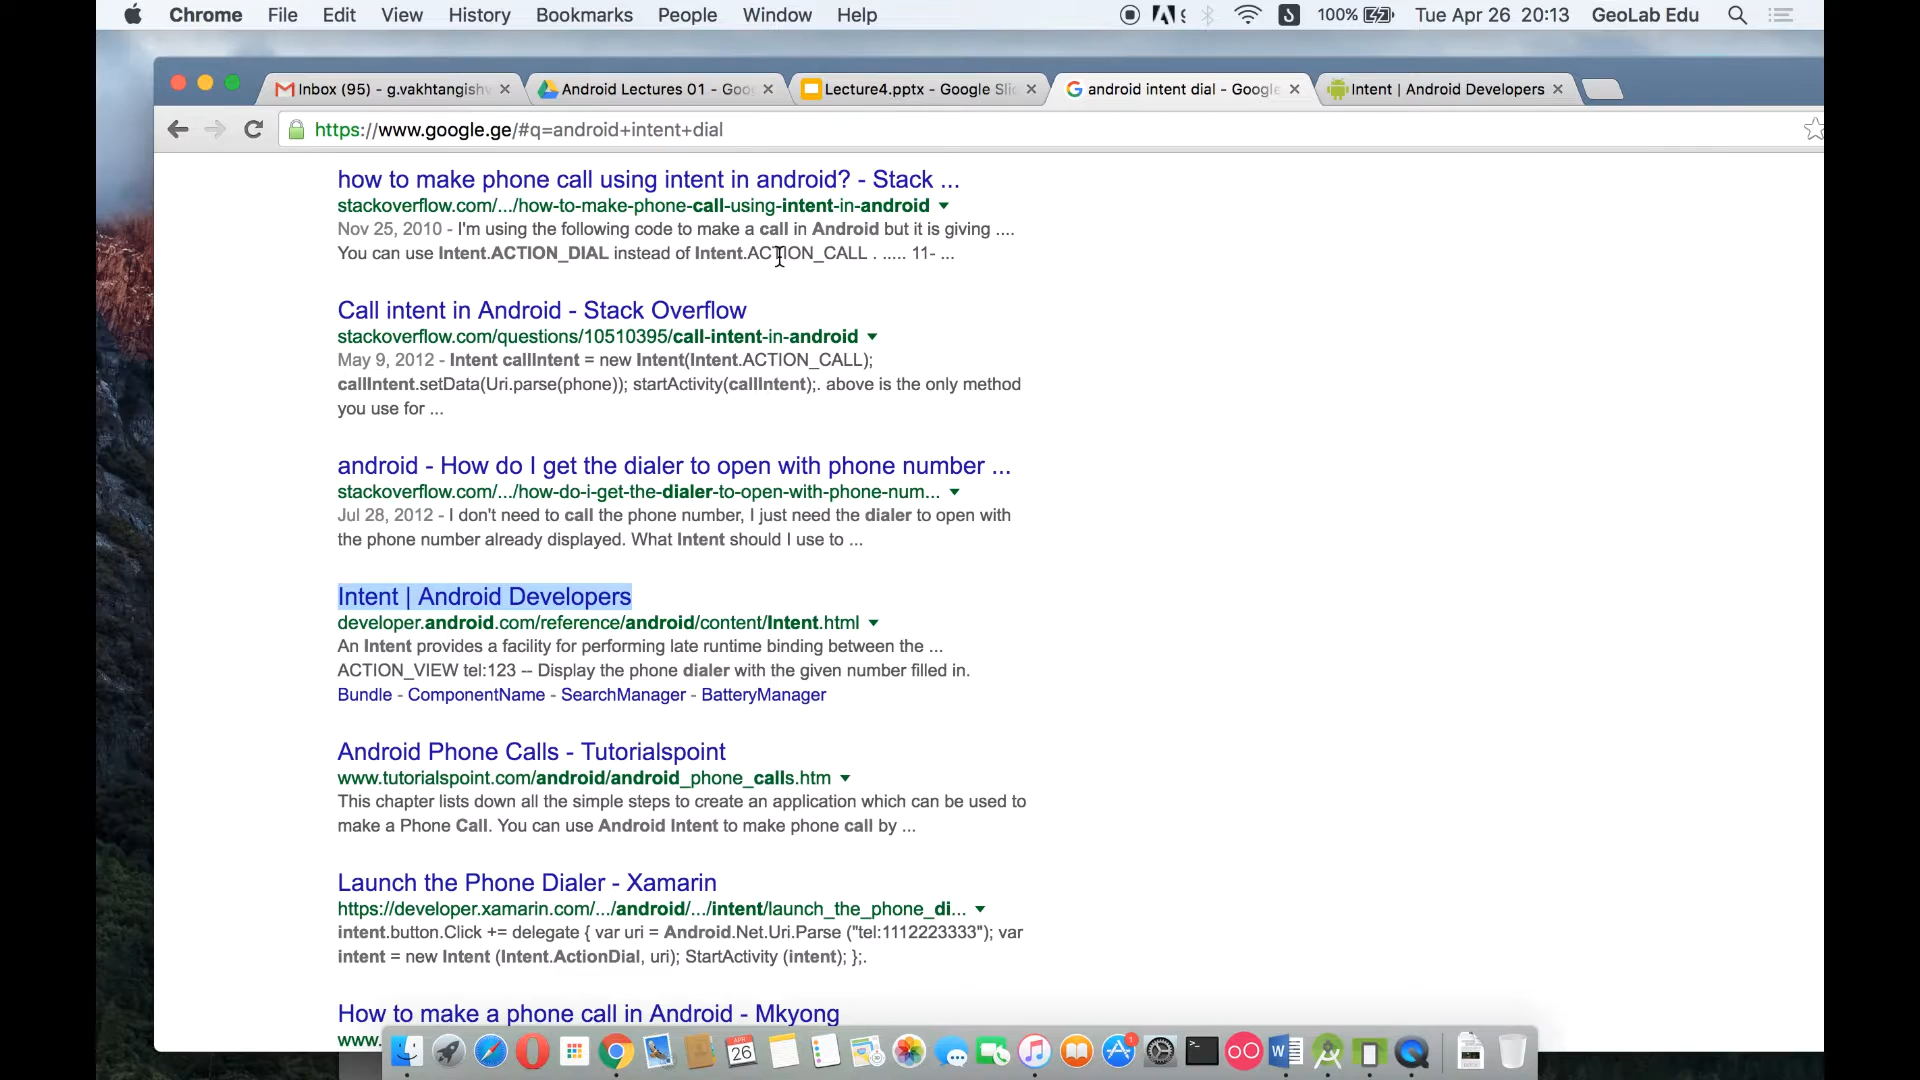 Chrome File Edit View History Bookmarks People Window Help 100% Tue Apr 26 20:13 GeoLab Edu
Inbox (95) - g.vakhtangishv Android Lectures 01 - Goo Lecture4.pptx - Google Slid android intent dial - Google Intent | Android Developers
https://www.google.ge/#q=android+intent+dial
how to make phone call using intent in android? - Stack ...
stackoverflow.com/.../how-to-make-phone-call-using-intent-in-android
Nov 25, 2010 - I'm using the following code to make a call in Android but it is giving ....
You can use Intent.ACTION_DIAL instead of Intent.ACTION_CALL . ..... 11- ...
Call intent in Android - Stack Overflow
stackoverflow.com/questions/10510395/call-intent-in-android
May 9, 2012 - Intent callIntent = new Intent(Intent.ACTION_CALL);
callIntent.setData(Uri.parse(phone)); startActivity(callIntent);. above is the only method
you use for ...
android - How do I get the dialer to open with phone number ...
stackoverflow.com/.../how-do-i-get-the-dialer-to-open-with-phone-num...
Jul 28, 2012 - I don't need to call the phone number, I just need the dialer to open with
the phone number already displayed. What Intent should I use to ...
Intent | Android Developers
developer.android.com/reference/android/content/Intent.html
An Intent provides a facility for performing late runtime binding between the ...
ACTION_VIEW tel:123 -- Display the phone dialer with the given number filled in.
Bundle - ComponentName - SearchManager - BatteryManager
Android Phone Calls - Tutorialspoint
www.tutorialspoint.com/android/android_phone_calls.htm
This chapter lists down all the simple steps to create an application which can be used to
make a Phone Call. You can use Android Intent to make phone call by ...
Launch the Phone Dialer - Xamarin
https://developer.xamarin.com/.../android/.../intent/launch_the_phone_di...
intent.button.Click += delegate { var uri = Android.Net.Uri.Parse ("tel:1112223333"); var
intent = new Intent (Intent.ActionDial, uri); StartActivity (intent); };.
How to make a phone call in Android - Mkyong
www.
APR
26
1